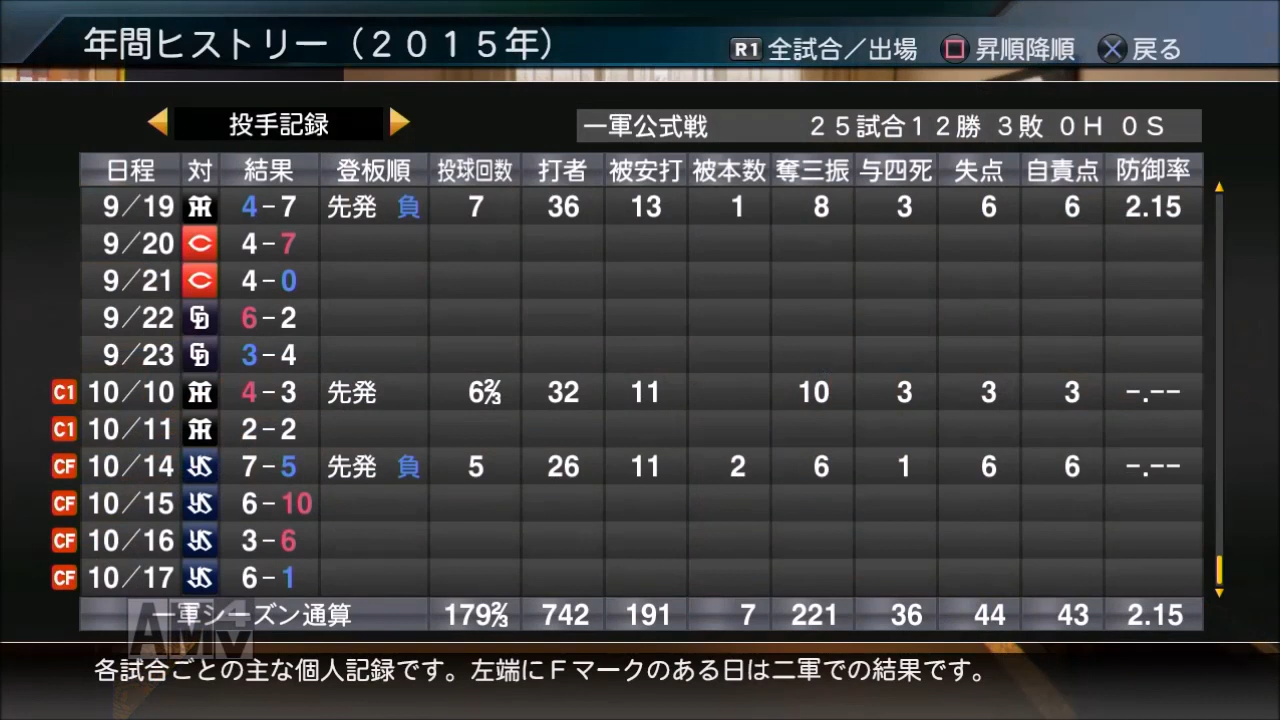 年間ヒストリー（２０１５年）
R1 全試合／出場 昇順降順 戻る
投手記録
一軍公式戦 ２５試合１２勝 ３敗 ０Ｈ ０Ｓ
日程 対 結果 登板順 投球回数 打者 被安打 被本数 奪三振 与四死 失点 自責点 防御率
9／19 4－7 先発 負 7 36 13 1 8 3 6 6 2.15
9／20 C 4－7
9／21 C 4－0
9／22 CD 6－2
9／23 CD 3－4
C1 10／10 4－3 先発 6⅔ 32 11 10 3 3 3 -.--
C1 10／11 2－2
CF 10／14 YS 7－5 先発 負 5 26 11 2 6 1 6 6 -.--
CF 10／15 YS 6－10
CF 10／16 YS 3－6
CF 10／17 YS 6－1
一軍シーズン通算 179⅔ 742 191 7 221 36 44 43 2.15
各試合ごとの主な個人記録です。左端にＦマークのある日は二軍での結果です。